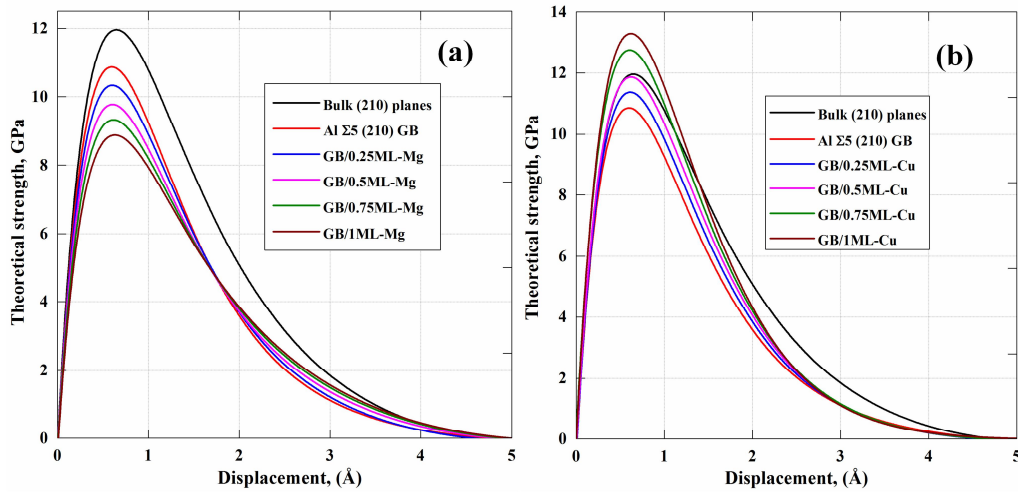 (a)
Theoretical strength, GPa
12
10
8
6
4
2
0
Bulk (210) planes
Al Σ5 (210) GB
GB/0.25ML-Mg
GB/0.5ML-Mg
GB/0.75ML-Mg
GB/1ML-Mg
0 1 2 3 4 5
Displacement, (Å)
(b)
Theoretical strength, GPa
14
12
10
8
6
4
2
0
Bulk (210) planes
Al Σ5 (210) GB
GB/0.25ML-Cu
GB/0.5ML-Cu
GB/0.75ML-Cu
GB/1ML-Cu
0 1 2 3 4 5
Displacement, (Å)